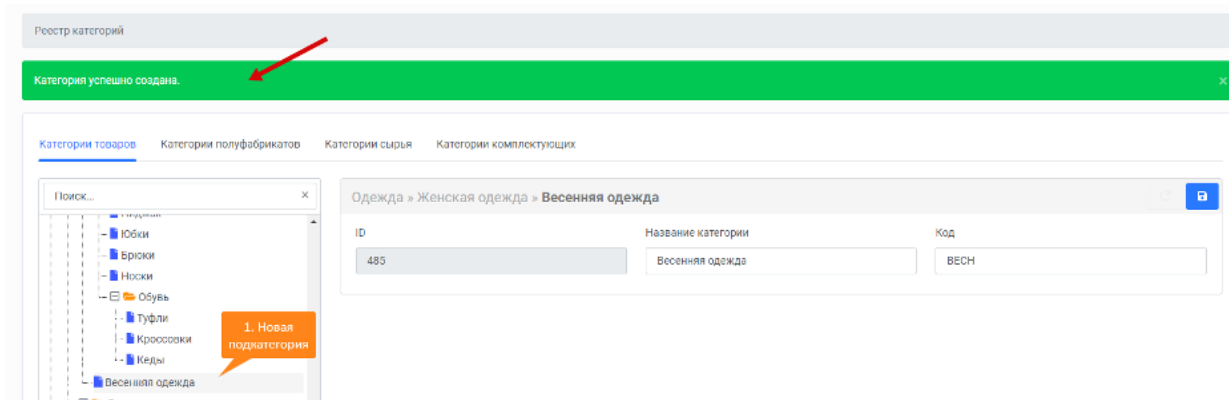 Реестр категорий
Категория успешно создана.
×
Категории товаров Категории полуфабрикатов Категории сырья Категории комплектующих
Поиск... ×
Одежда » Женская одежда » Весенняя одежда
Юбки
Брюки
Носки
Обувь
Туфли
Кроссовки
Кеды
Весенняя одежда
1. Новая
подкатегория
ID Название категории Код
485 Весенняя одежда ВЕСН